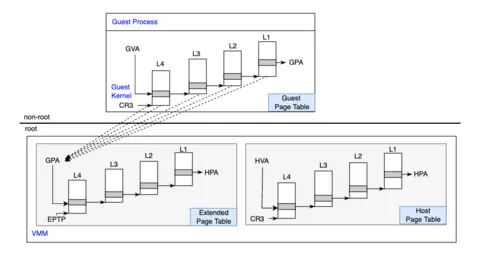 Guest Process
GVA
L4
L3
L2
L1
GPA
Guest
Kernel
CR3
Guest
Page Table
non-root
root
GPA
L4
L3
L2
L1
HPA
EPTP
Extended
Page Table
HVA
L4
L3
L2
L1
HPA
CR3
Host
Page Table
VMM